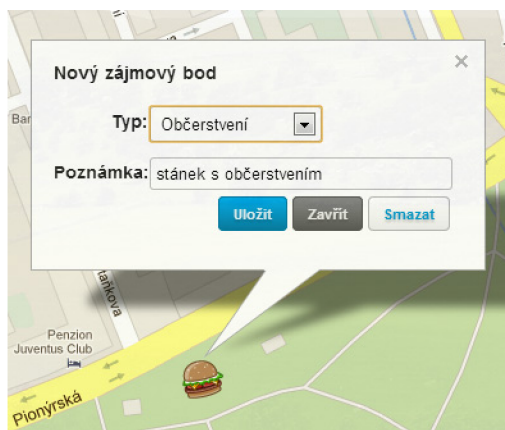 Nový zájmový bod
×
Typ: Občerstvení
Poznámka: stánek s občerstvením
Uložit Zavřít Smazat
Penzion
Juventus Club
Pionýrská